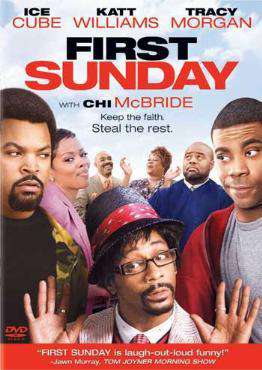 ICE KATT TRACY
CUBE WILLIAMS MORGAN
FIRST
SUNDAY
WITH CHI McBRIDE
Keep the faith.
Steal the rest.
DVD
"FIRST SUNDAY is laugh-out-loud funny!"
-Jawn Murray, TOM JOYNER MORNING SHOW